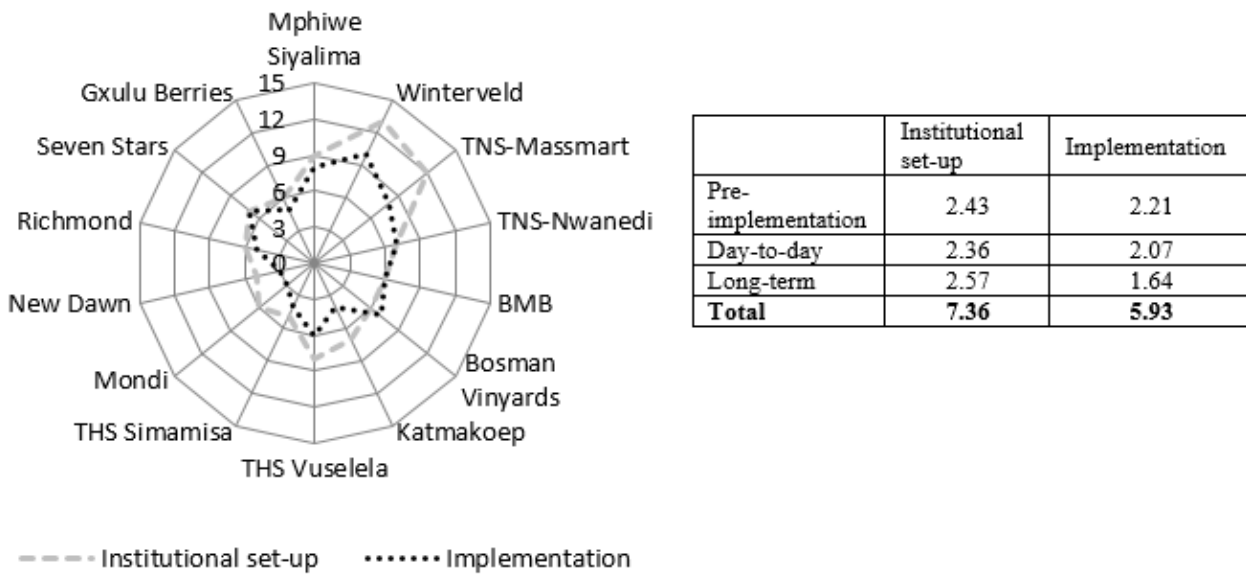 Mphiwe
Siyalima
15
Gxulu Berries
Winterveld
12
Seven Stars
9
TNS-Massmart
6
Richmond
3
TNS-Nwanedi
0
New Dawn
BMB
Mondi
Bosman
Vinyards
THS Simamisa
Katmakoep
THS Vuselela
Institutional set-up
Implementation
Institutional
set-up
Implementation
Pre-
implementation
2.43
2.21
Day-to-day
2.36
2.07
Long-term
2.57
1.64
Total
7.36
5.93